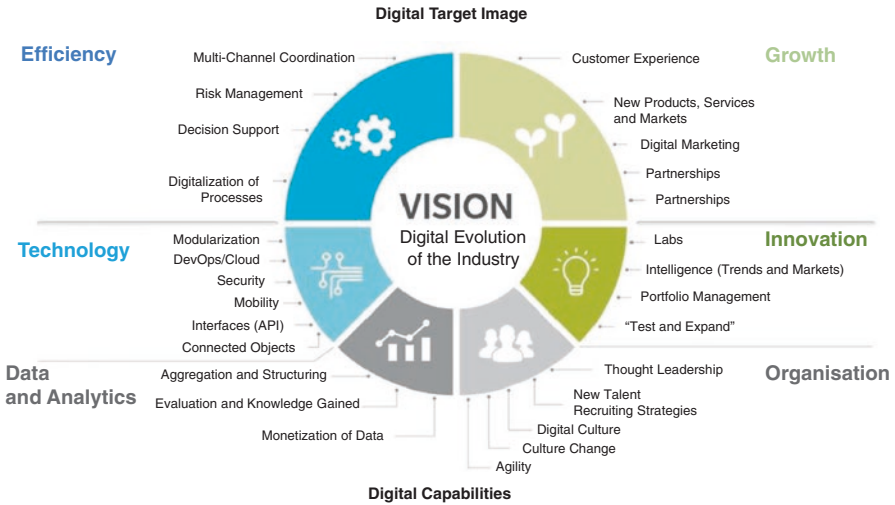 Digital Target Image
Efficiency
Multi-Channel Coordination
Risk Management
Decision Support
Digitalization of
Processes
Growth
Customer Experience
New Products, Services
and Markets
Digital Marketing
Partnerships
Partnerships
VISION
Digital Evolution
of the Industry
Technology
Modularization
DevOps/Cloud
Security
Mobility
Interfaces (API)
Connected Objects
Innovation
Labs
Intelligence (Trends and Markets)
Portfolio Management
“Test and Expand”
Data
and Analytics
Aggregation and Structuring
Evaluation and Knowledge Gained
Monetization of Data
Organisation
Thought Leadership
New Talent
Recruiting Strategies
Digital Culture
Culture Change
Agility
Digital Capabilities